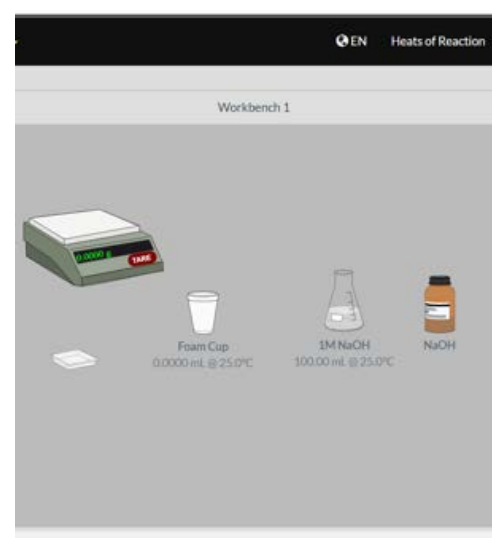 EN Heats of Reaction
Workbench 1
0.0000 g
TARE
Foam Cup
0.0000 mL @ 25.0°C
1M NaOH
100.00 mL @ 25.0°C
NaOH